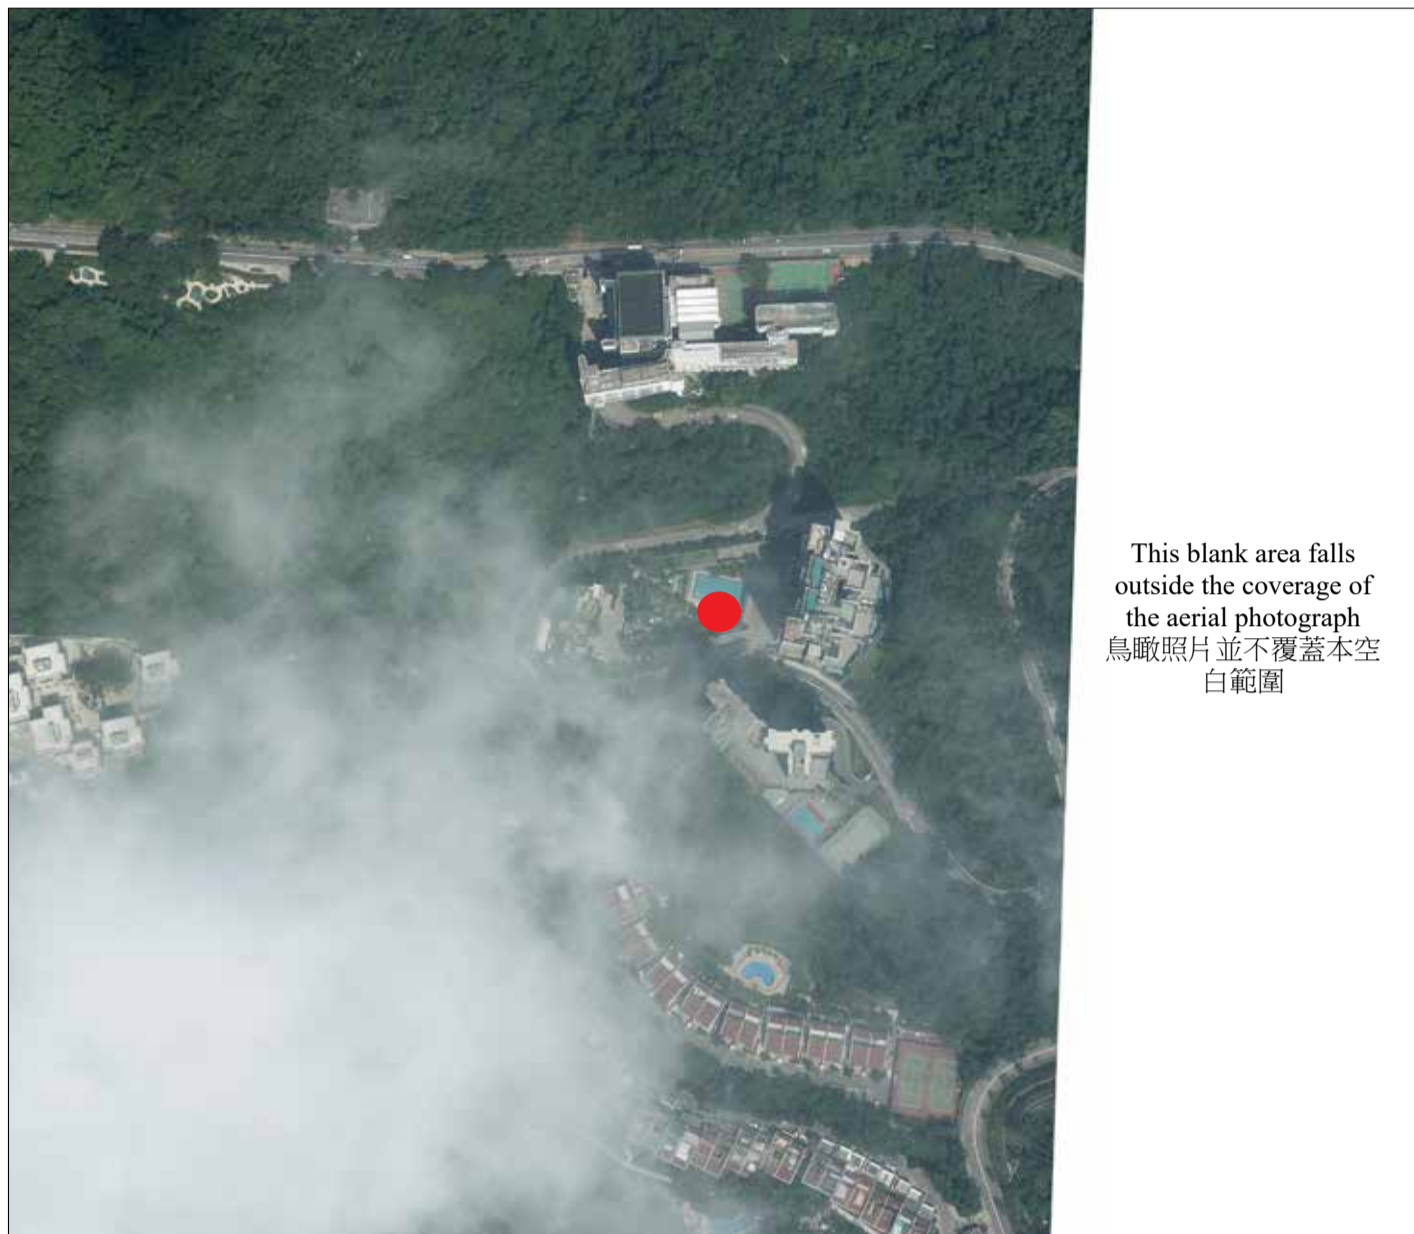 This blank area falls
outside the coverage of
the aerial photograph
鳥瞰照片並不覆蓋本空
白範圍